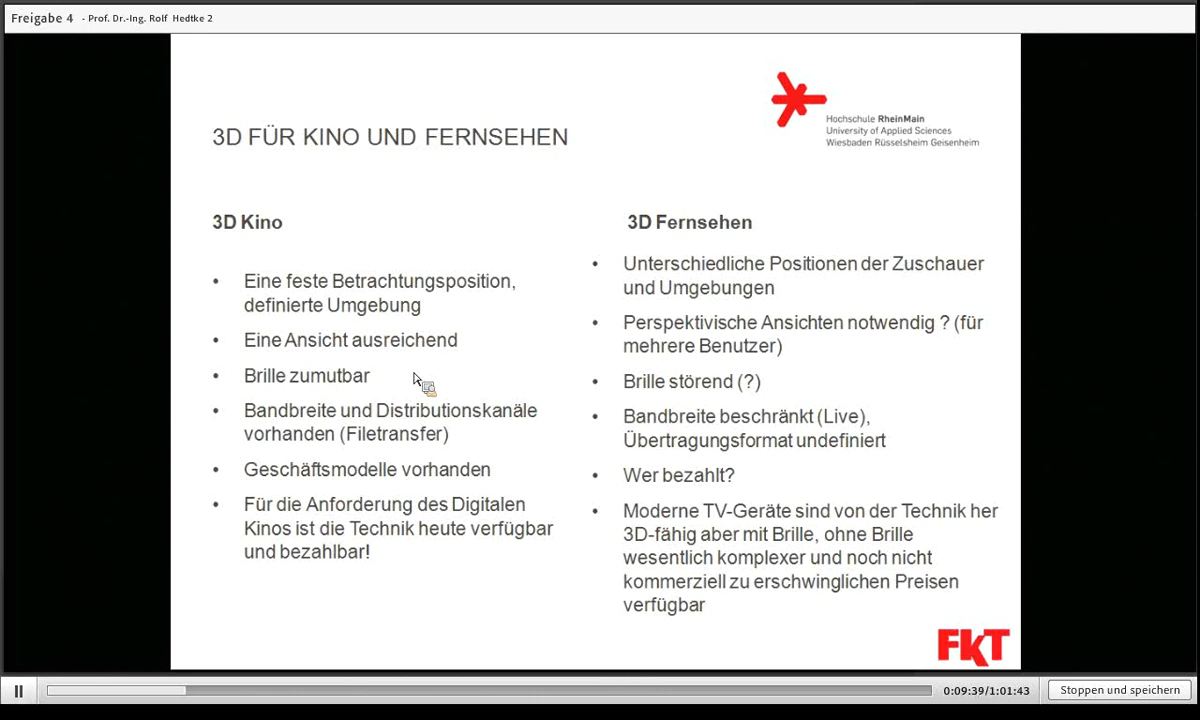 Freigabe 4 - Prof. Dr.-Ing. Rolf Hedtke 2
Hochschule RheinMain
University of Applied Sciences
Wiesbaden Rüsselsheim Geisenheim
3D FÜR KINO UND FERNSEHEN
3D Kino
• Eine feste Betrachtungsposition,
definierte Umgebung
• Eine Ansicht ausreichend
• Brille zumutbar
• Bandbreite und Distributionskanäle
vorhanden (Filetransfer)
• Geschäftsmodelle vorhanden
• Für die Anforderung des Digitalen
Kinos ist die Technik heute verfügbar
und bezahlbar!
3D Fernsehen
• Unterschiedliche Positionen der Zuschauer
und Umgebungen
• Perspektivische Ansichten notwendig ? (für
mehrere Benutzer)
• Brille störend (?)
• Bandbreite beschränkt (Live),
Übertragungsformat undefiniert
• Wer bezahlt?
• Moderne TV-Geräte sind von der Technik her
3D-fähig aber mit Brille, ohne Brille
wesentlich komplexer und noch nicht
kommerziell zu erschwinglichen Preisen
verfügbar
FKT
0:09:39/1:01:43
Stoppen und speichern